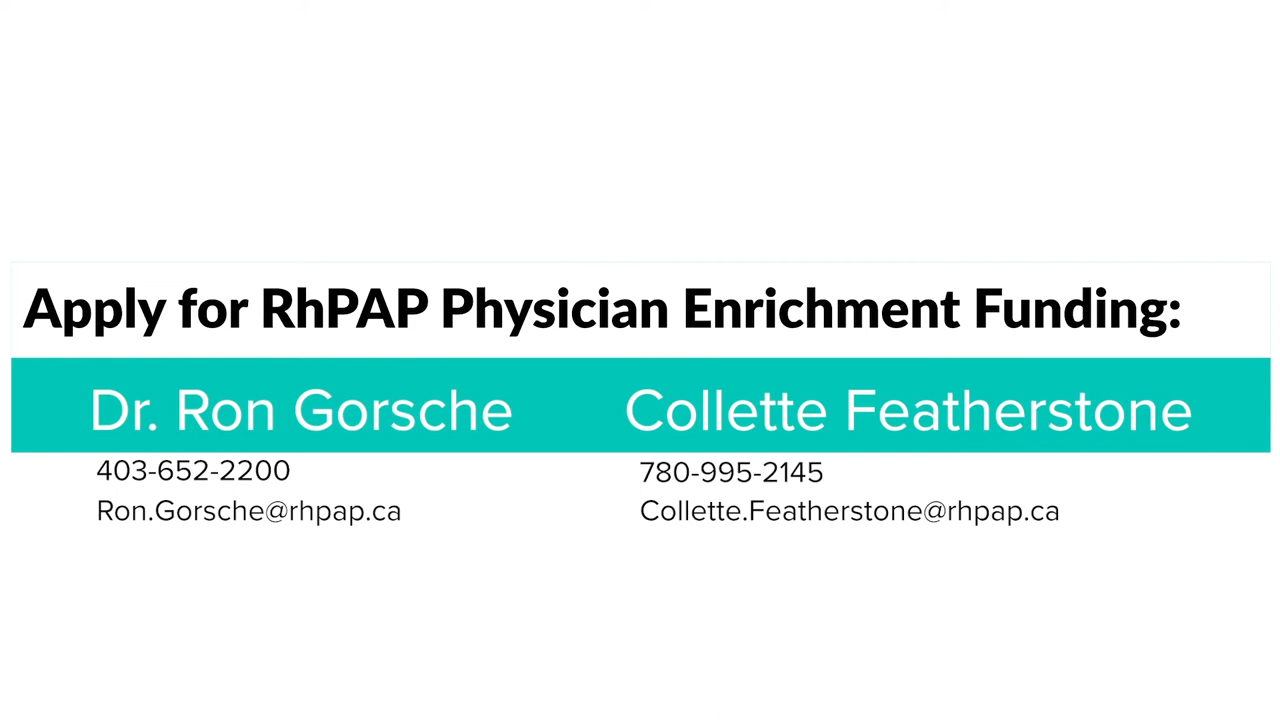 Apply for RhPAP Physician Enrichment Funding:
Dr. Ron Gorsche
403-652-2200
Ron.Gorsche@rhpap.ca
Collette Featherstone
780-995-2145
Collette.Featherstone@rhpap.ca